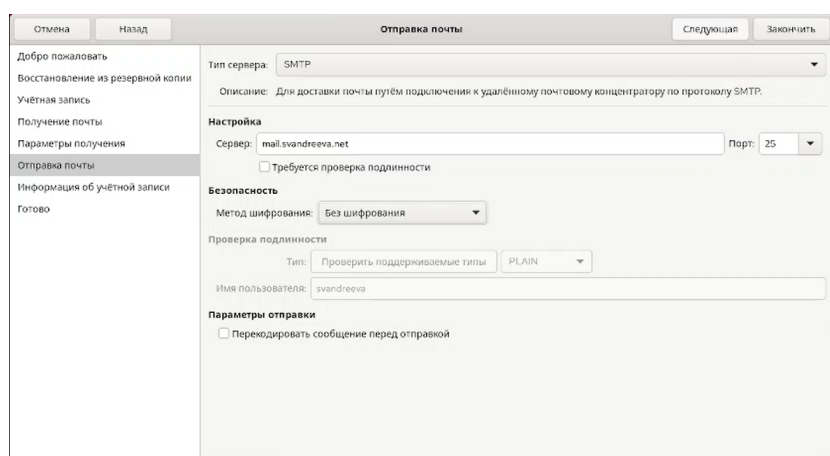 Отмена Назад Отправка почты Следующая Закончить
Добро пожаловать
Восстановление из резервной копии
Учётная запись
Получение почты
Параметры получения
Отправка почты
Информация об учётной записи
Готово
Тип сервера: SMTP
Описание: Для доставки почты путём подключения к удалённому почтовому концентратору по протоколу SMTP.
Настройка
Сервер: mail.svandreeva.net Порт: 25
Требуется проверка подлинности
Безопасность
Метод шифрования: Без шифрования
Проверка подлинности
Тип: Проверить поддерживаемые типы PLAIN
Имя пользователя: svandreeva
Параметры отправки
Перекодировать сообщение перед отправкой